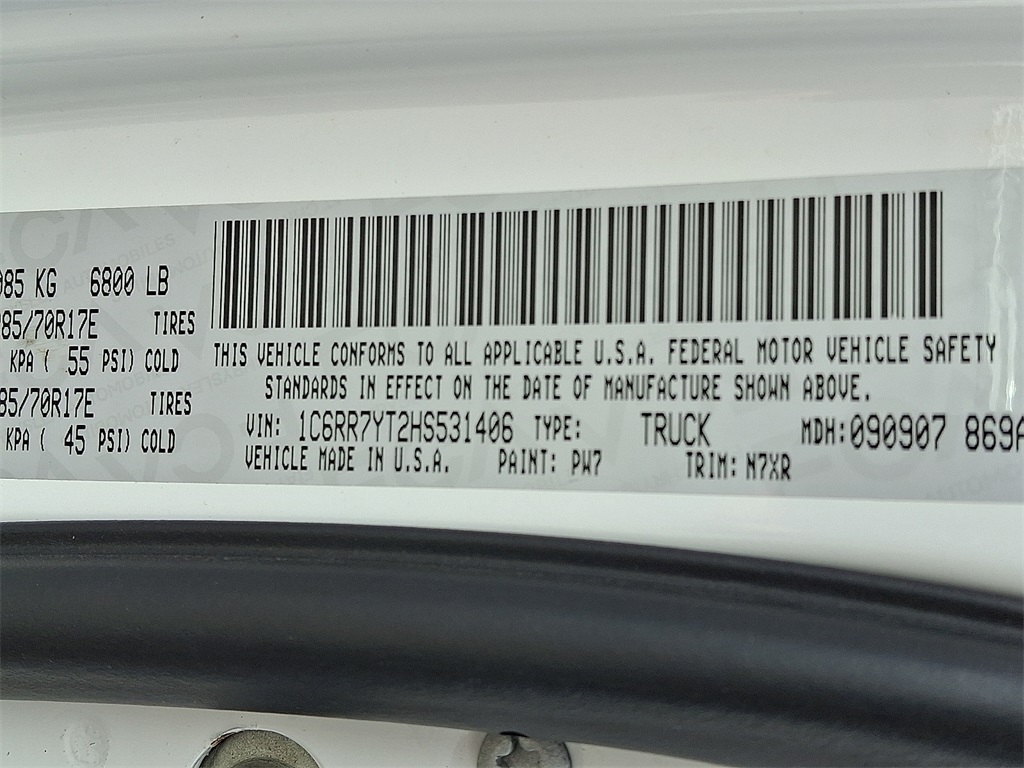 085 KG 6800 LB
85/70R17E TIRES
KPA ( 55 PSI) COLD
85/70R17E TIRES
KPA ( 45 PSI) COLD
THIS VEHICLE CONFORMS TO ALL APPLICABLE U.S.A. FEDERAL MOTOR VEHICLE SAFETY
STANDARDS IN EFFECT ON THE DATE OF MANUFACTURE SHOWN ABOVE.
VIN: 1C6RR7YT2HS531406 TYPE: TRUCK MDH: 090907 869A
VEHICLE MADE IN U.S.A. PAINT: PW7 TRIM: N7XR